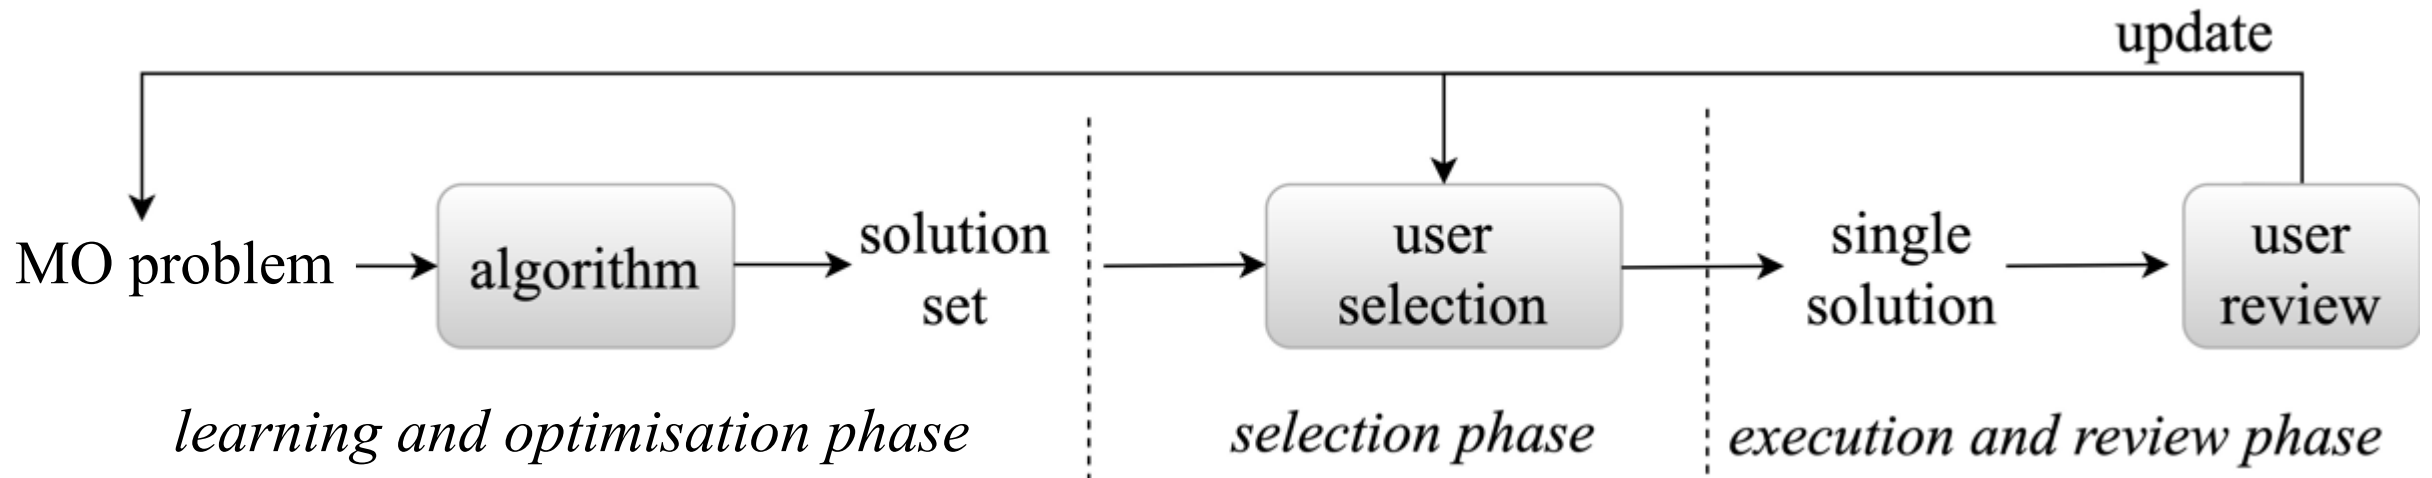 update
MO problem
algorithm
solution
set
user
selection
single
solution
user
review
learning and optimisation phase
selection phase
execution and review phase